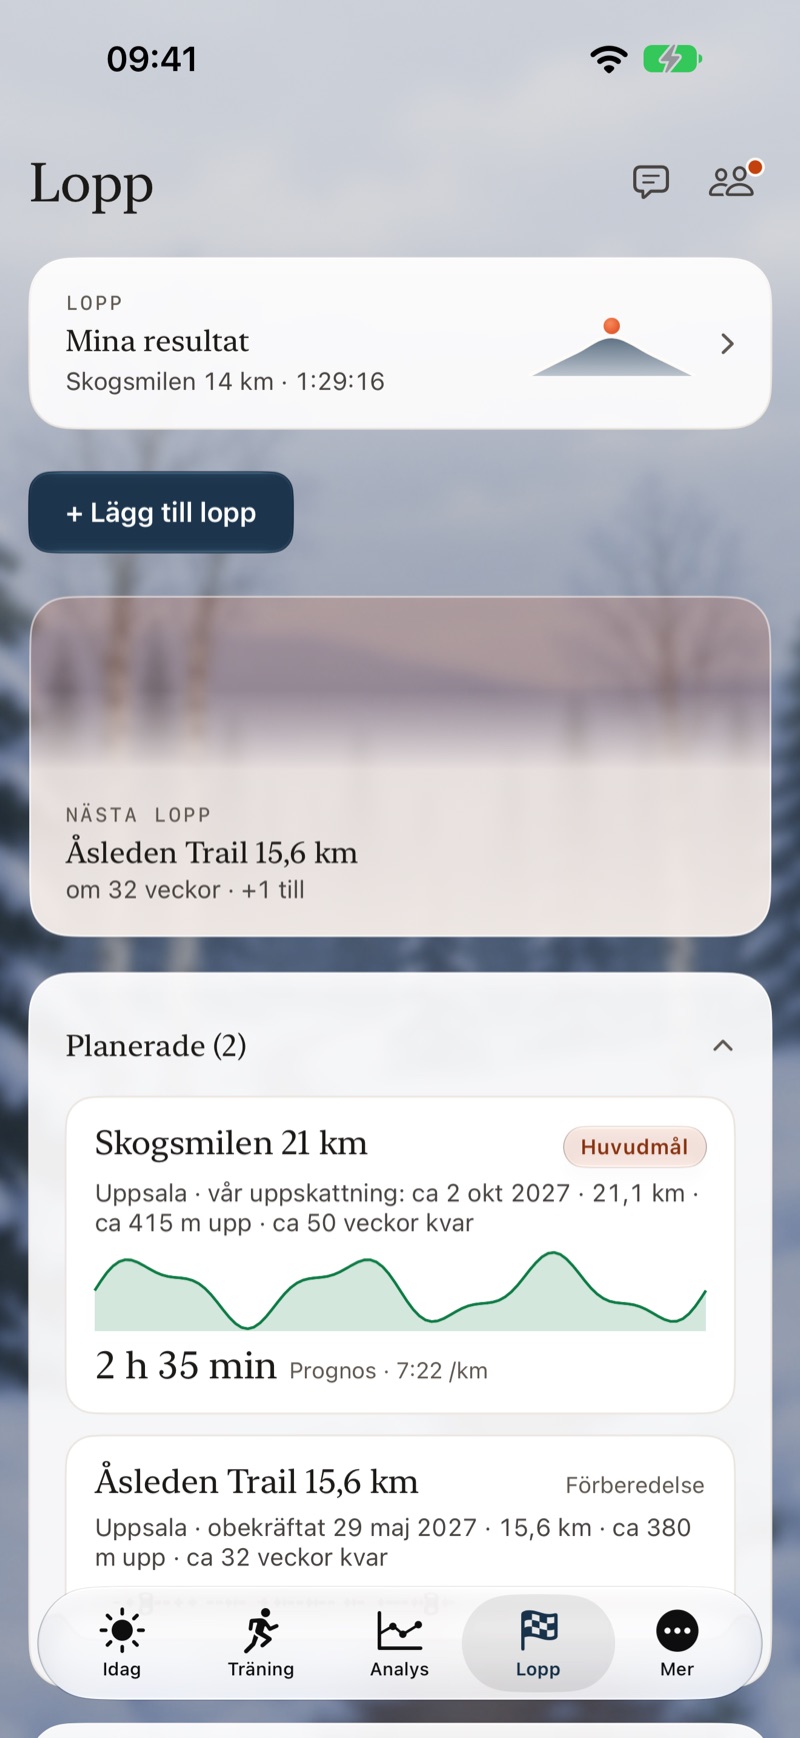 09:41
Lopp
LOPP
Mina resultat
Skogsmilen 14 km · 1:29:16
+ Lägg till lopp
NÄSTA LOPP
Åsleden Trail 15,6 km
om 32 veckor · +1 till
Planerade (2)
Skogsmilen 21 km
Huvudmål
Uppsala · vår uppskattning: ca 2 okt 2027 · 21,1 km ·
ca 415 m upp · ca 50 veckor kvar
2 h 35 min Prognos · 7:22 /km
Åsleden Trail 15,6 km
Förberedelse
Uppsala · obekräftat 29 maj 2027 · 15,6 km · ca 380
m upp · ca 32 veckor kvar
Idag
Träning
Analys
Lopp
Mer